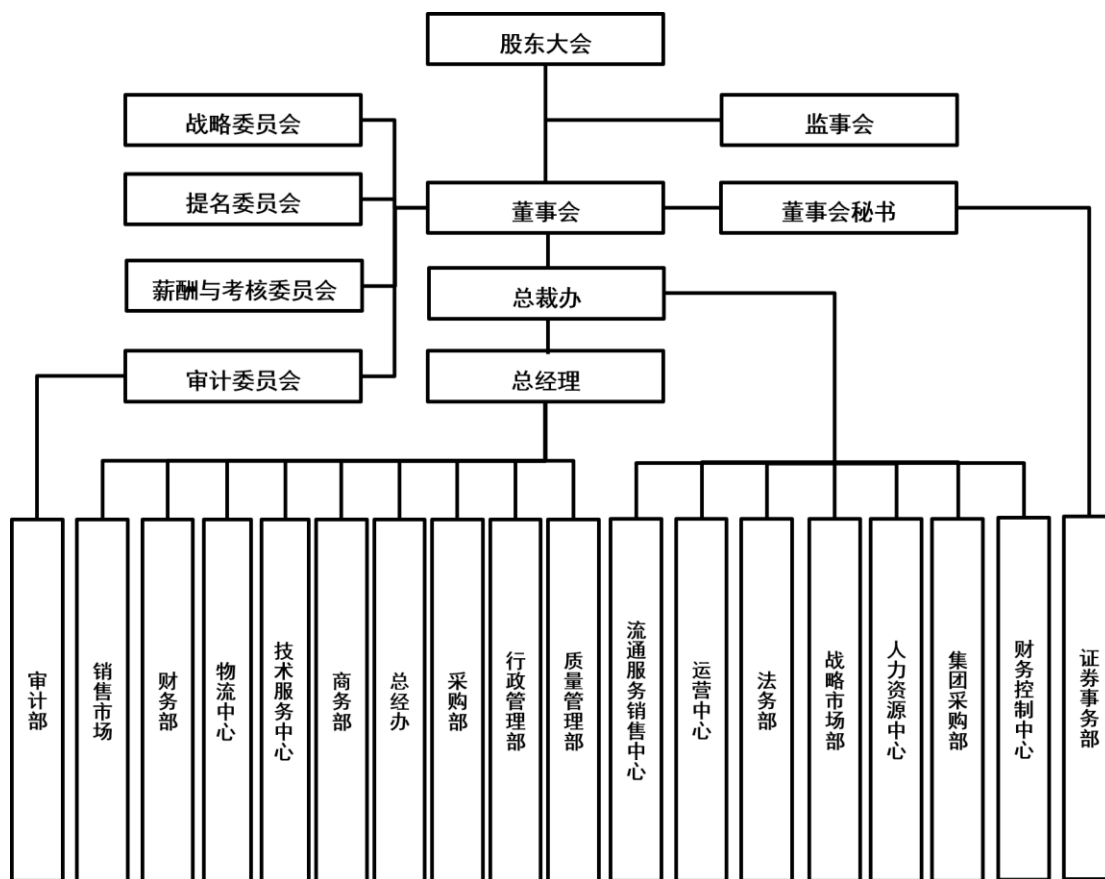 股东大会
战略委员会
监事会
提名委员会
董事会
董事会秘书
薪酬与考核委员会
总裁办
审计委员会
总经理
审计部
销售市场
财务部
物流中心
技术服务中心
商务部
总经办
采购部
行政管理部
质量管理部
流通服务销售中心
运营中心
法务部
战略市场部
人力资源中心
集团采购部
财务控制中心
证券事务部